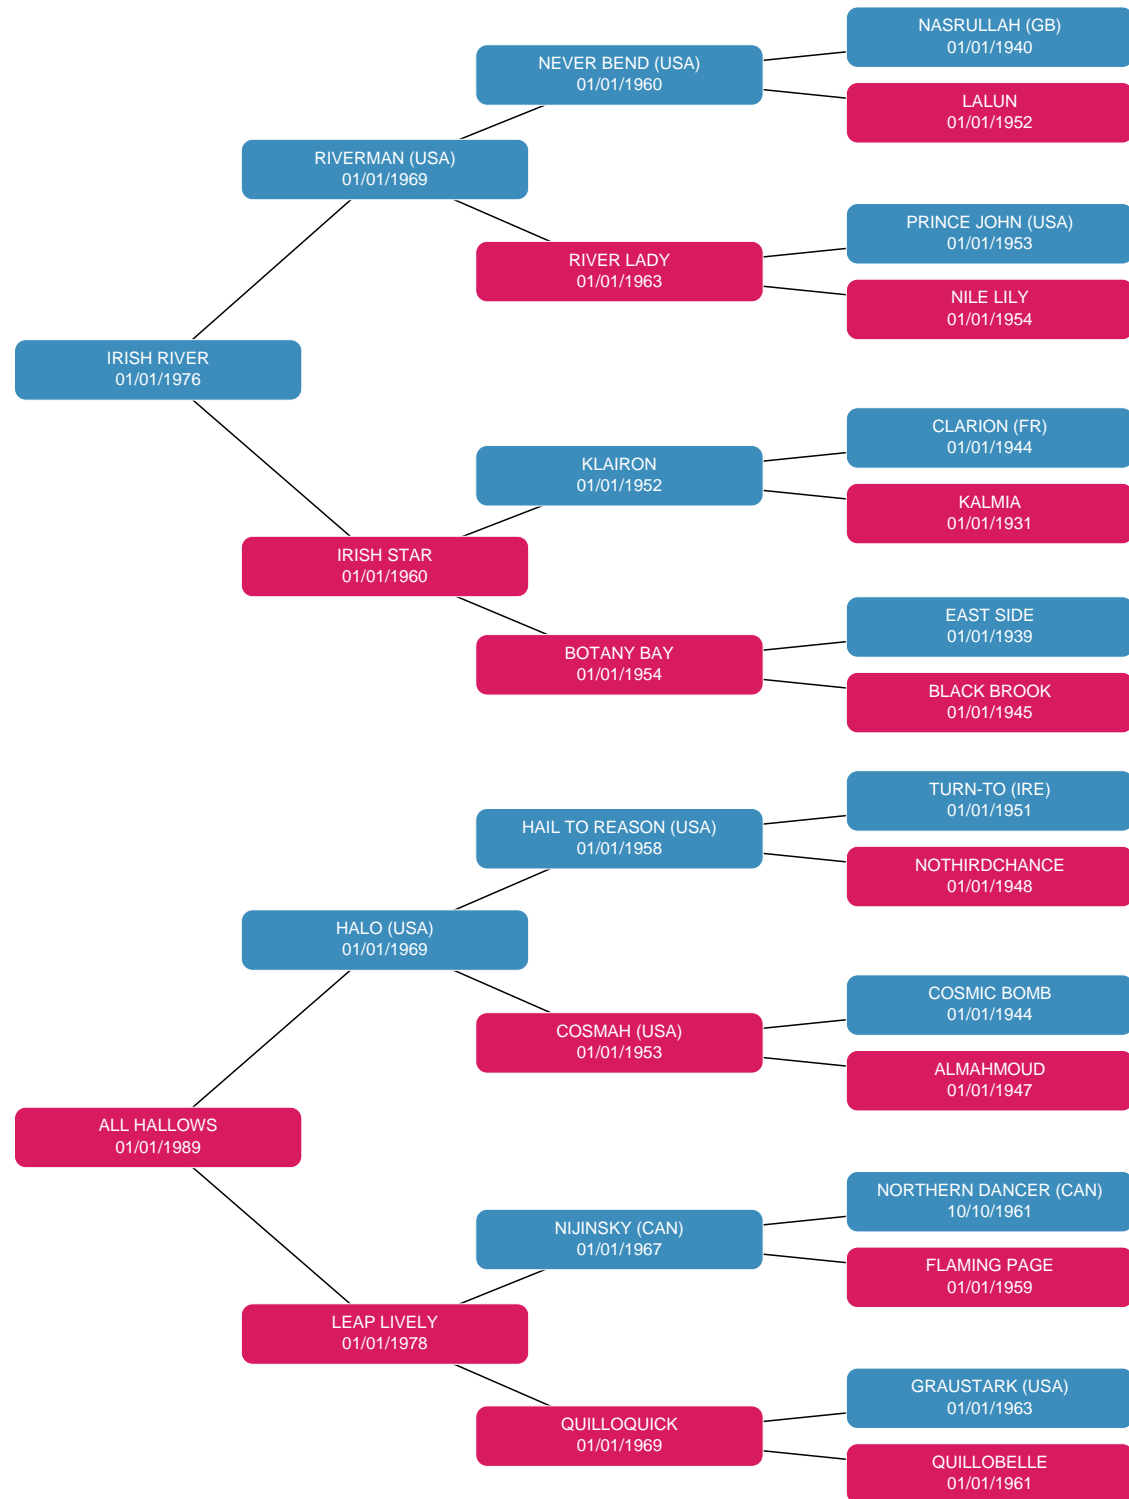 NASRULLAH (GB)
01/01/1940
NEVER BEND (USA)
01/01/1960
LALUN
01/01/1952
RIVERMAN (USA)
01/01/1969
PRINCE JOHN (USA)
01/01/1953
RIVER LADY
01/01/1963
NILE LILY
01/01/1954
IRISH RIVER
01/01/1976
CLARION (FR)
01/01/1944
KLAIRON
01/01/1952
KALMIA
01/01/1931
IRISH STAR
01/01/1960
EAST SIDE
01/01/1939
BOTANY BAY
01/01/1954
BLACK BROOK
01/01/1945
TURN-TO (IRE)
01/01/1951
HAIL TO REASON (USA)
01/01/1958
NOTHIRDCHANCE
01/01/1948
HALO (USA)
01/01/1969
COSMIC BOMB
01/01/1944
COSMAH (USA)
01/01/1953
ALMAHMOUD
01/01/1947
ALL HALLOWS
01/01/1989
NORTHERN DANCER (CAN)
10/10/1961
NIJINSKY (CAN)
01/01/1967
FLAMING PAGE
01/01/1959
LEAP LIVELY
01/01/1978
GRAUSTARK (USA)
01/01/1963
QUILLOQUICK
01/01/1969
QUILLOBELLE
01/01/1961